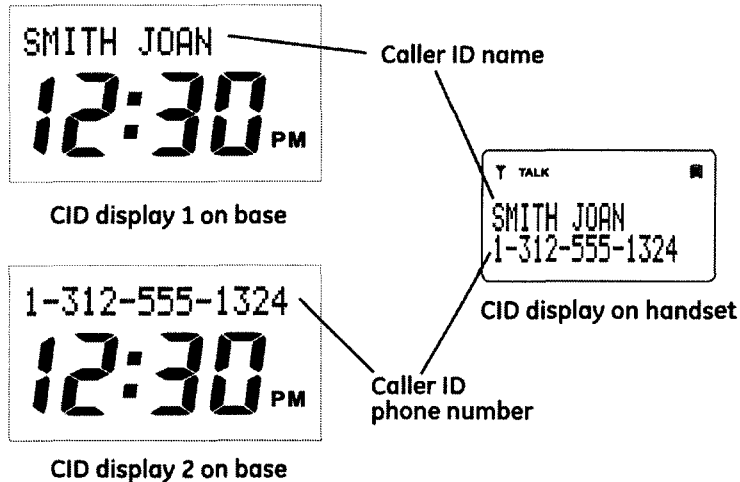 SMITH JOAN
12:30 PM
CID display 1 on base
Caller ID name
TALK
SMITH JOAN
1-312-555-1324
CID display on handset
1-312-555-1324
12:30 PM
CID display 2 on base
Caller ID
phone number